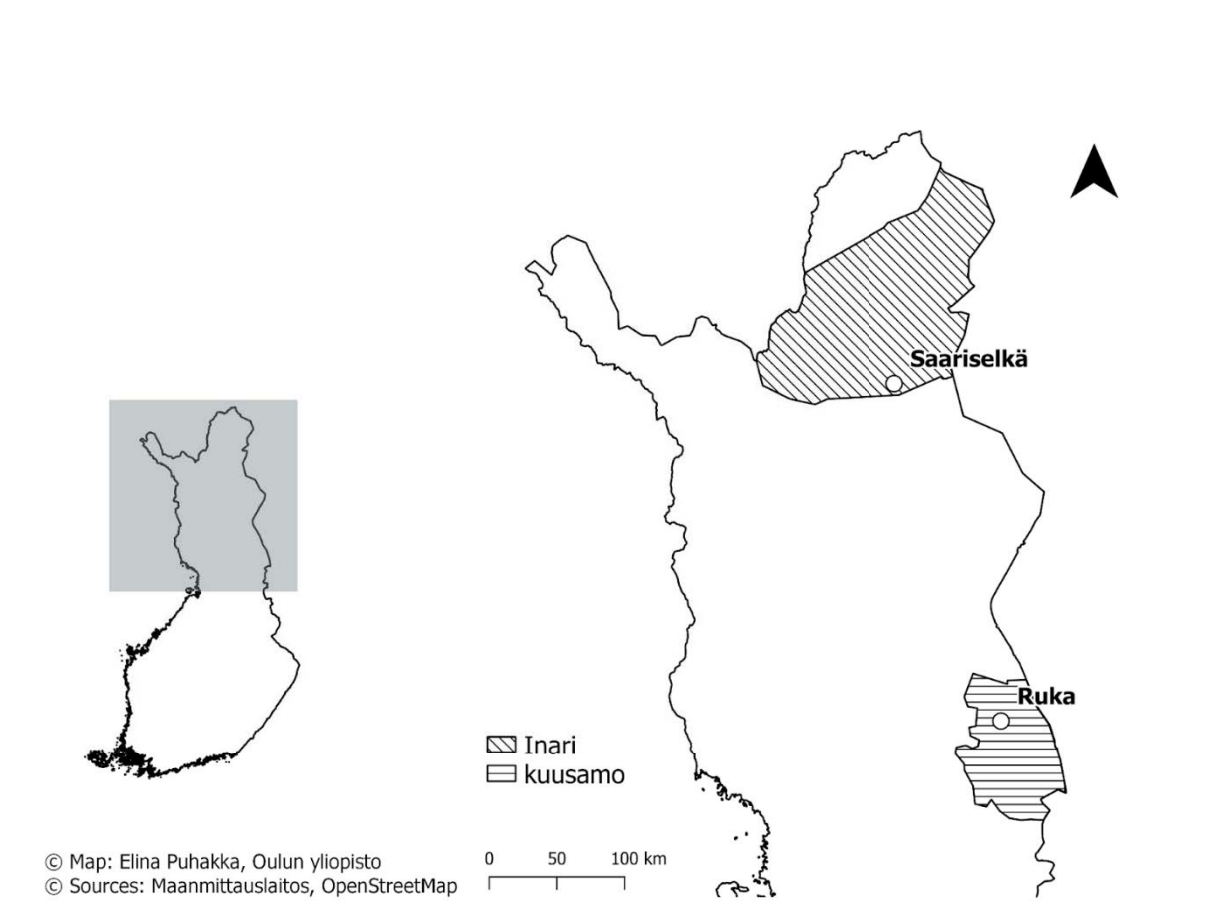 Saariselkä
Ruka
Inari
kuusamo
0 50 100 km
© Map: Elina Puhakka, Oulun yliopisto
© Sources: Maanmittauslaitos, OpenStreetMap